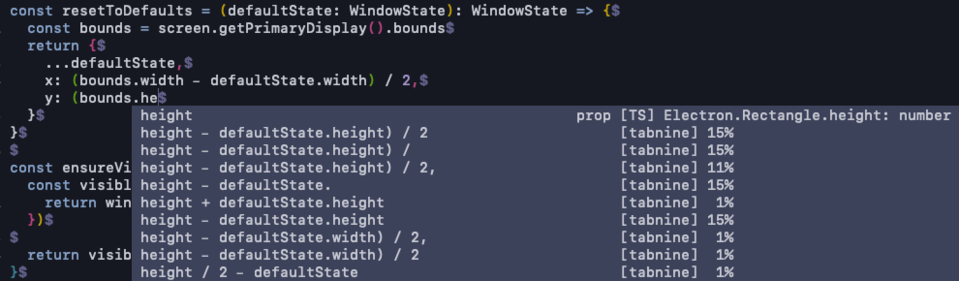 const resetToDefaults = (defaultState: WindowState): WindowState => {$
const bounds = screen.getPrimaryDisplay().bounds$
return {$
...defaultState,$
x: (bounds.width - defaultState.width) / 2,$
y: (bounds.he$
}$ height prop [TS] Electron.Rectangle.height: number
}$ height - defaultState.height) / 2 [tabnine] 15%
$ height - defaultState.height) / [tabnine] 15%
const ensureVi height - defaultState.height) / 2, [tabnine] 11%
const visibl height - defaultState. [tabnine] 15%
return win height + defaultState.height [tabnine] 1%
})$ height - defaultState.height [tabnine] 15%
$ height - defaultState.width) / 2, [tabnine] 1%
return visib height - defaultState.width) / 2 [tabnine] 1%
}$ height / 2 - defaultState [tabnine] 1%